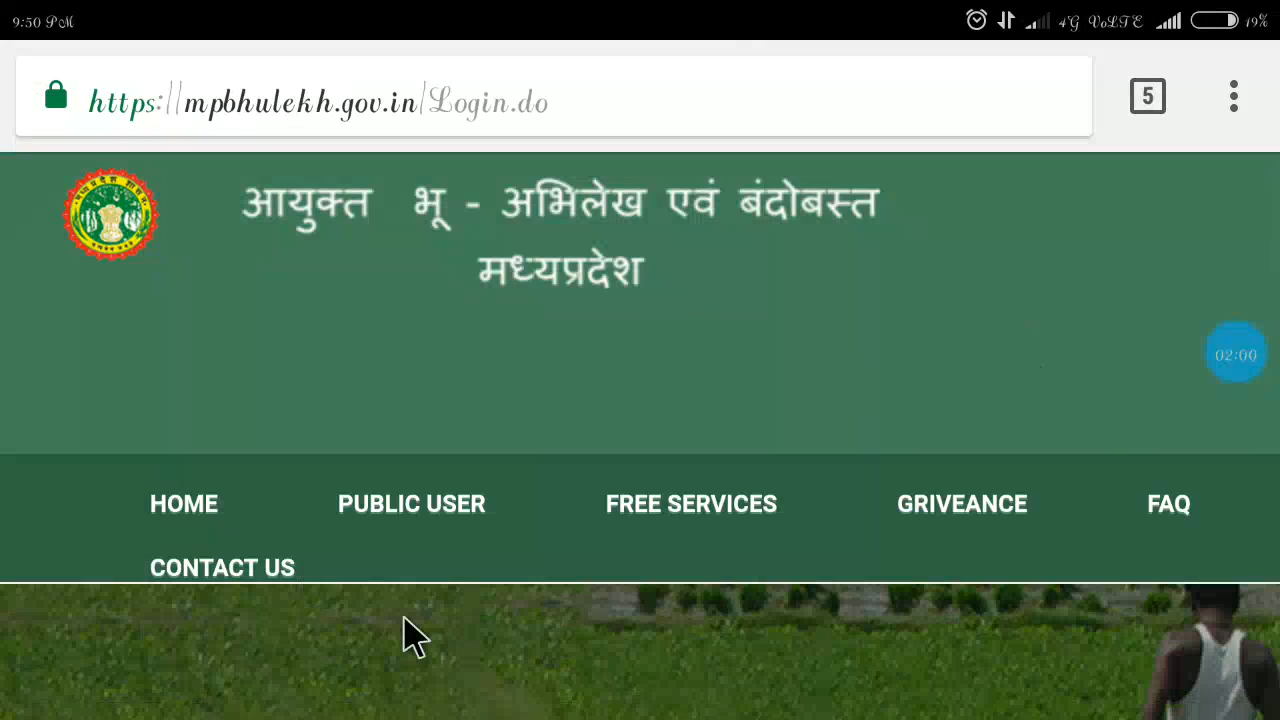 9:50 PM 4G VoLTE 19%
https://mpbhulekh.gov.in/Login.do 5
आयुक्त भू - अभिलेख एवं बंदोबस्त
मध्यप्रदेश
02:00
HOME PUBLIC USER FREE SERVICES GRIVEANCE FAQ
CONTACT US